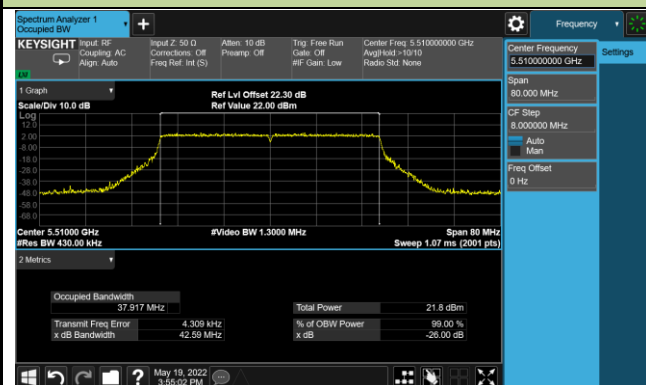 Spectrum Analyzer 1
Occupied BW
Frequency
KEYSIGHT
Input: RF
Coupling: AC
Align: Auto
Input Z: 50 Ω
Corrections: Off
Freq Ref: Int (S)
Atten: 10 dB
Preamp: Off
Trig: Free Run
Gate: Off
#IF Gain: Low
Center Freq: 5.510000000 GHz
Avg|Hold:>10/10
Radio Std: None
Center Frequency
5.510000000 GHz
Settings
Span
80.000 MHz
CF Step
8.000000 MHz
Auto
Man
Freq Offset
0 Hz
1 Graph
Scale/Div 10.0 dB
Ref Lvl Offset 22.30 dB
Ref Value 22.00 dBm
Log
12.0
2.00
-8.00
-18.0
-28.0
-38.0
-48.0
-58.0
-68.0
Center 5.51000 GHz
#Res BW 430.00 kHz
#Video BW 1.3000 MHz
Span 80 MHz
Sweep 1.07 ms (2001 pts)
2 Metrics
Occupied Bandwidth
37.917 MHz
Total Power 21.8 dBm
Transmit Freq Error 4.309 kHz
% of OBW Power 99.00 %
x dB Bandwidth 42.59 MHz
x dB -26.00 dB
?
May 19, 2022
3:55:02 PM